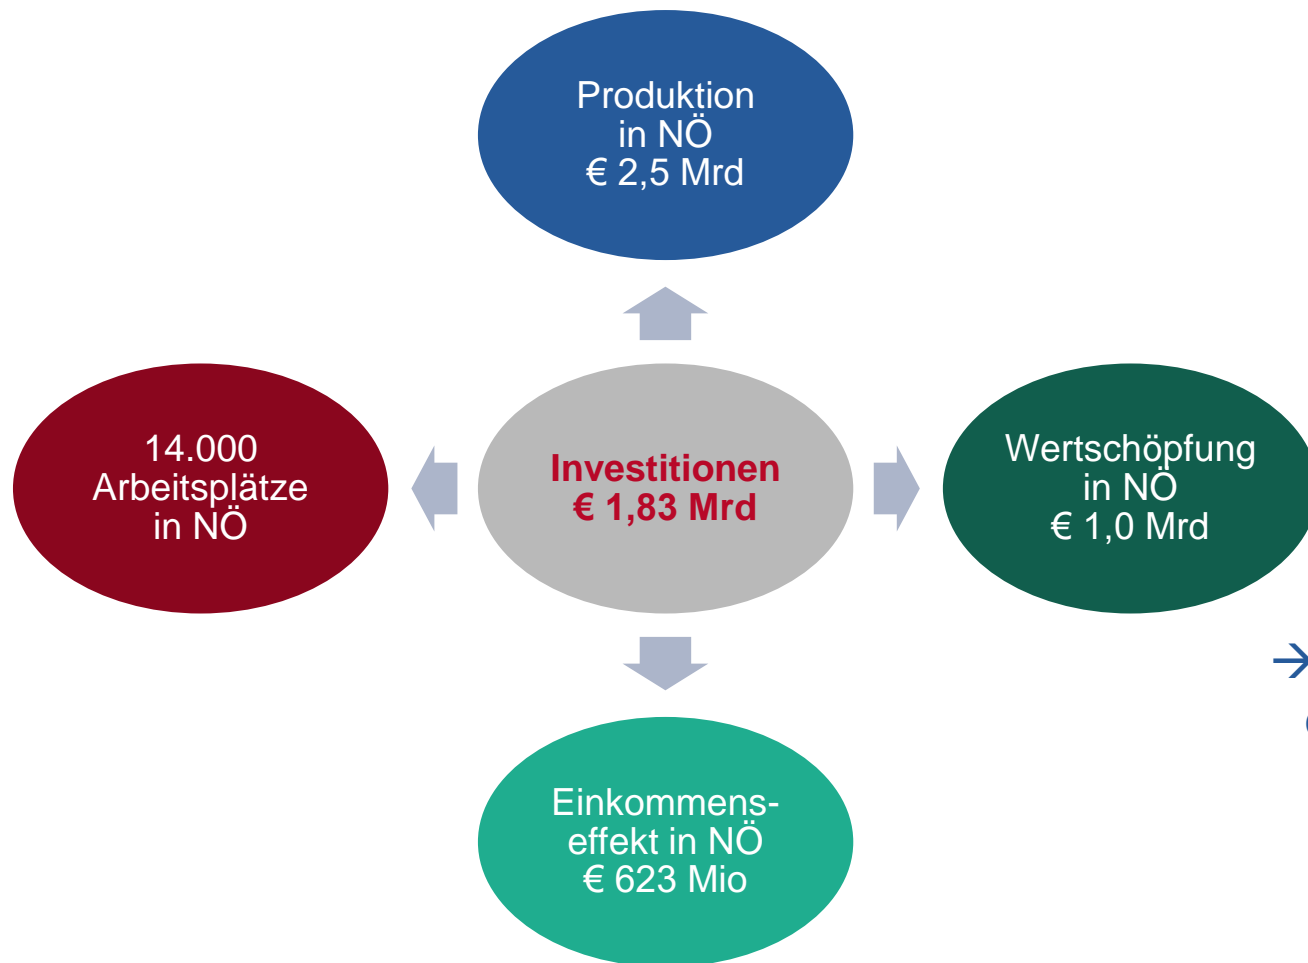 Produktion
in NÖ
€ 2,5 Mrd
14.000
Arbeitsplätze
in NÖ
Investitionen
€ 1,83 Mrd
Wertschöpfung
in NÖ
€ 1,0 Mrd
→
Einkommens-
effekt in NÖ
€ 623 Mio